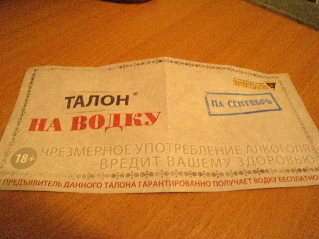 ТАЛОН*
НА ВОДКУ
НА СЕНТЯБРЬ
18+
ЧРЕЗМЕРНОЕ УПОТРЕБЛЕНИЕ АЛКОГОЛЯ
ВРЕДИТ ВАШЕМУ ЗДОРОВЬЮ
ПРЕДЪЯВИТЕЛЬ ДАННОГО ТАЛОНА ГАРАНТИРОВАННО ПОЛУЧАЕТ ВОДКУ БЕСПЛАТНО